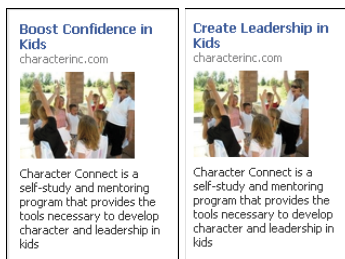 Boost Confidence in
Kids
characterinc.com
Character Connect is a
self-study and mentoring
program that provides the
tools necessary to develop
character and leadership in
kids
Create Leadership in
Kids
characterinc.com
Character Connect is a
self-study and mentoring
program that provides the
tools necessary to develop
character and leadership in
kids